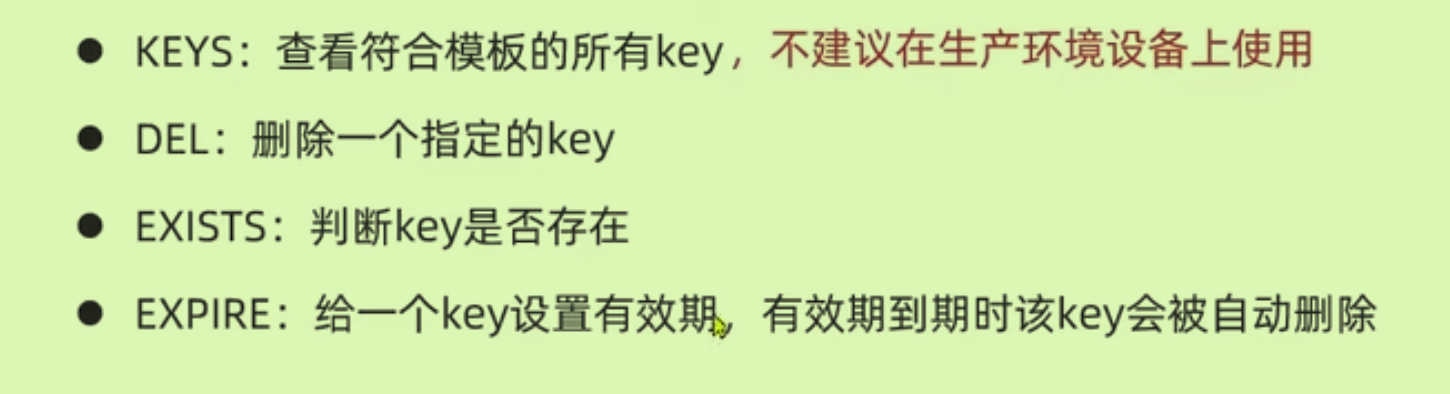 ● KEYS：查看符合模板的所有key，不建议在生产环境设备上使用
● DEL：删除一个指定的key
● EXISTS：判断key是否存在
● EXPIRE：给一个key设置有效期，有效期到期时该key会被自动删除